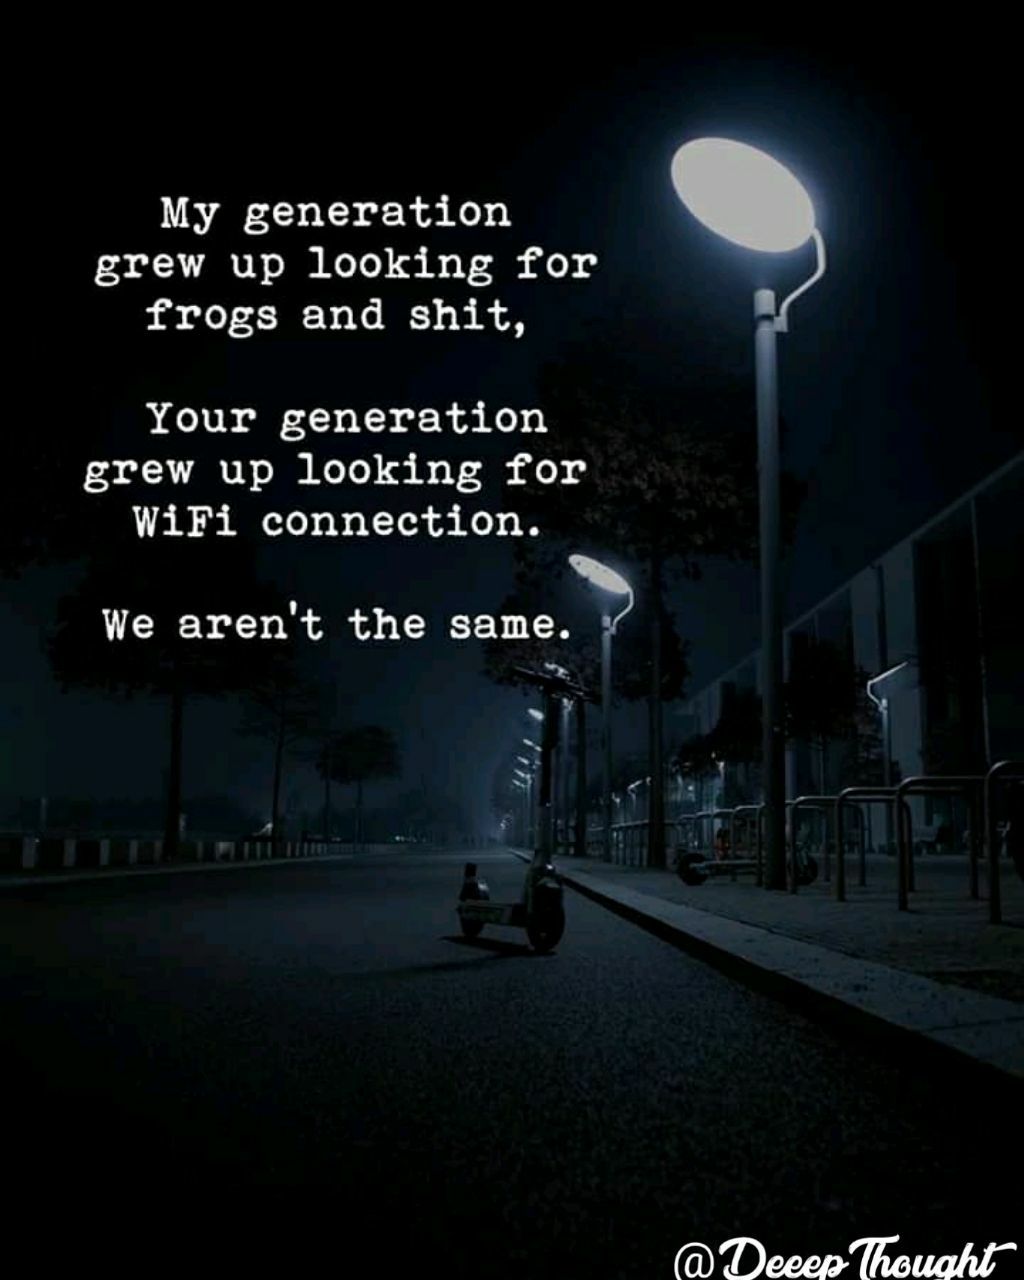 My generation
grew up looking for
frogs and shit,
Your generation
grew up looking for
WiFi connection.
We aren't the same.
@Deeep Thought